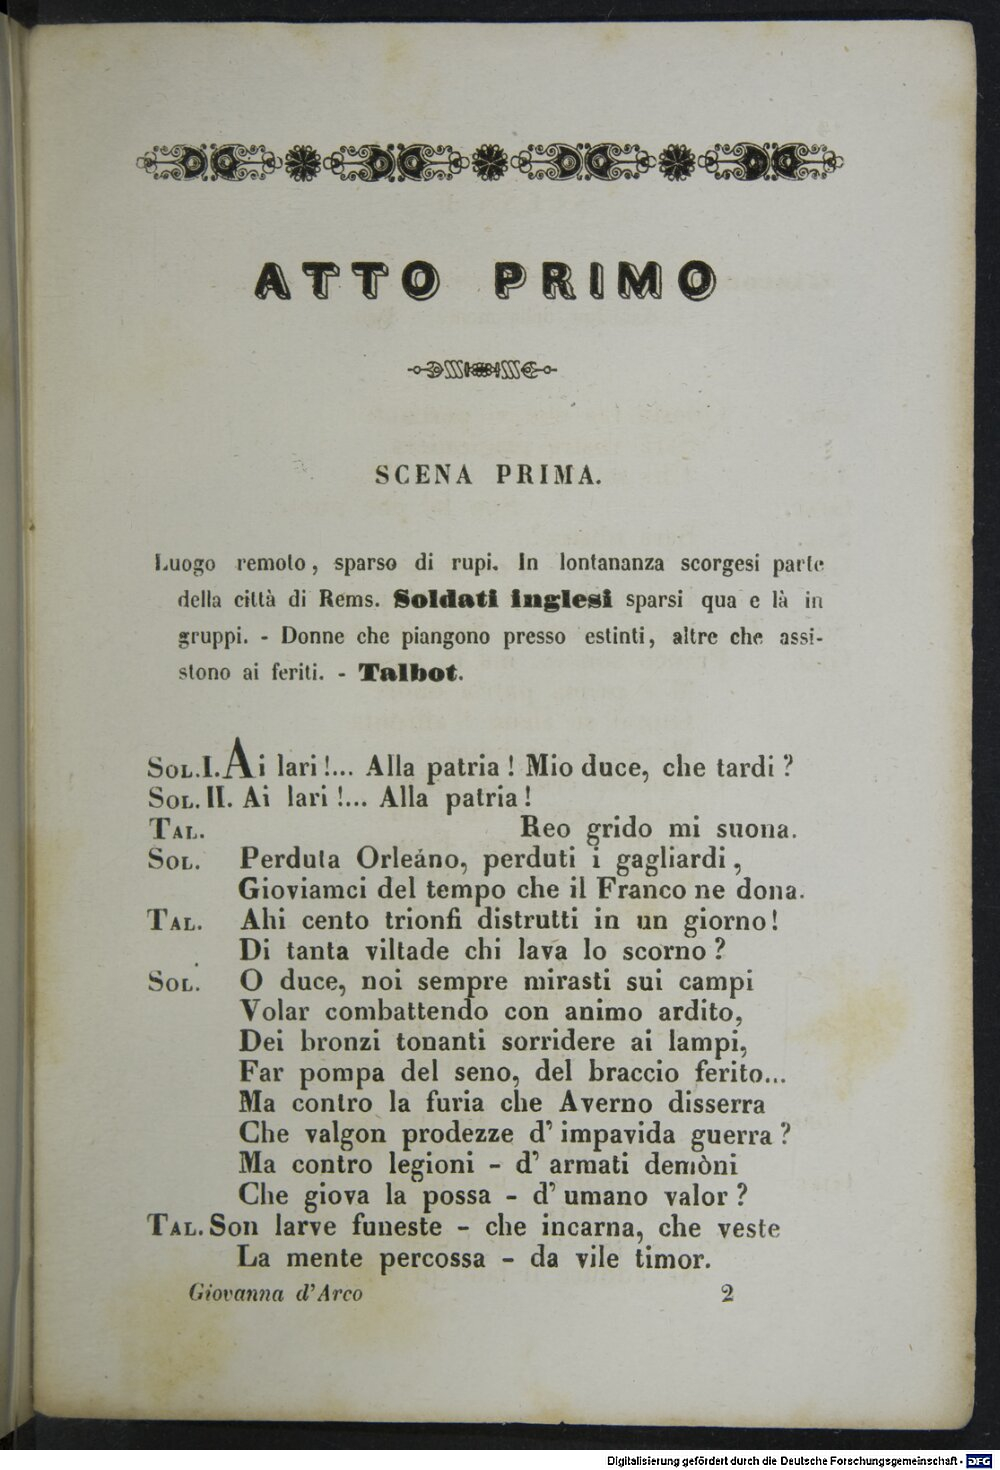 ATTO PRIMO
SCENA PRIMA.
Luogo remoto, sparso di rupi. In lontananza scorgesi parte
della città di Rems. Soldati inglesi sparsi qua e là in
gruppi. - Donne che piangono presso estinti, altre che assi-
stono ai feriti. - Talbot.
SOL. I. Ai lari!... Alla patria! Mio duce, che tardi?
SOL. II. Ai lari!... Alla patria!
TAL. Reo grido mi suona.
SOL. Perduta Orleáno, perduti i gagliardi,
Gioviamci del tempo che il Franco ne dona.
TAL. Ahi cento trionfi distrutti in un giorno!
Di tanta viltade chi lava lo scorno?
SOL. O duce, noi sempre mirasti sui campi
Volar combattendo con animo ardito,
Dei bronzi tonanti sorridere ai lampi,
Far pompa del seno, del braccio ferito...
Ma contro la furia che Averno disserra
Che valgon prodezze d' impavida guerra?
Ma contro legioni - d' armati demòni
Che giova la possa - d' umano valor?
TAL. Son larve funeste - che incarna, che veste
La mente percossa - da vile timor.
Giovanna d'Arco 2
Digitalisierung gefördert durch die Deutsche Forschungsgemeinschaft - DFG